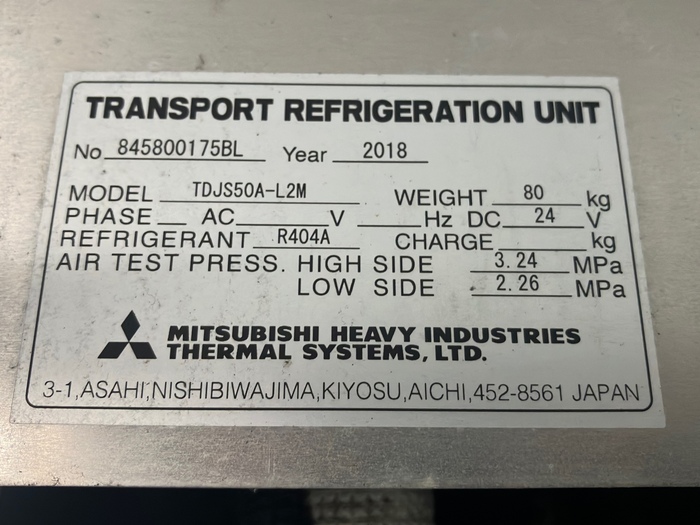 TRANSPORT REFRIGERATION UNIT
No 845800175BL Year 2018
MODEL TDJS50A-L2M WEIGHT 80 kg
PHASE AC V Hz DC 24 V
REFRIGERANT R404A CHARGE kg
AIR TEST PRESS. HIGH SIDE 3.24 MPa
LOW SIDE 2.26 MPa
MITSUBISHI HEAVY INDUSTRIES
THERMAL SYSTEMS, LTD.
3-1,ASAHI,NISHIBIWAJIMA,KIYOSU,AICHI,452-8561 JAPAN